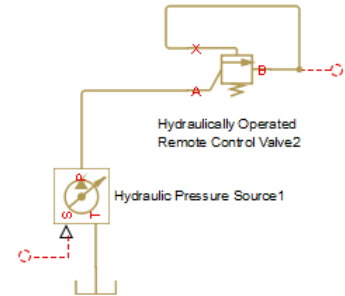 X
B
A
Hydraulically Operated
Remote Control Valve2
P
Hydraulic Pressure Source1
S T